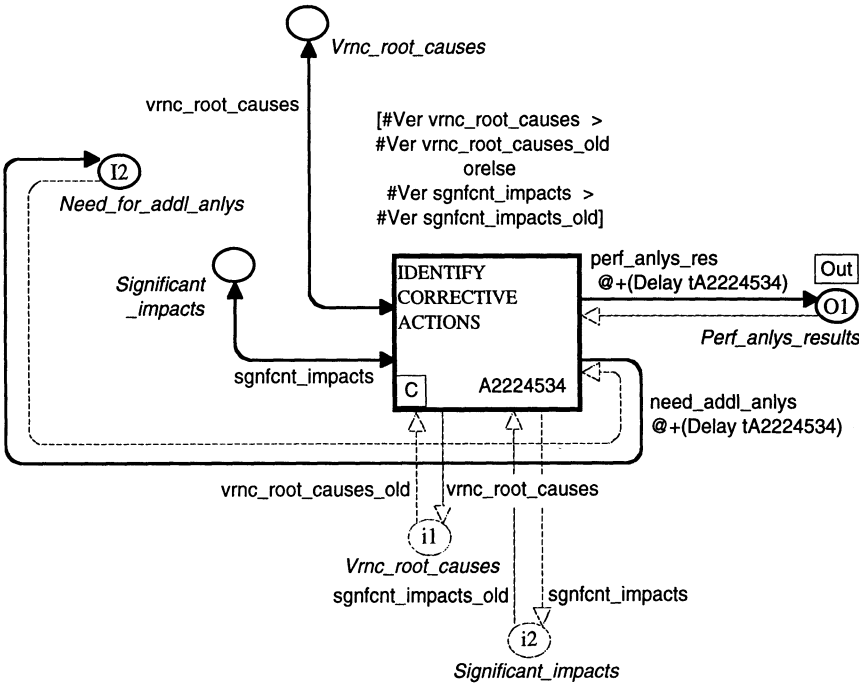 Vrnc_root_causes
vrnc_root_causes
[#Ver vrnc_root_causes >
#Ver vrnc_root_causes_old
orelse
#Ver sgnfcnt_impacts >
#Ver sgnfcnt_impacts_old]
I2
Need_for_addl_anlys
Significant
_impacts
sgnfcnt_impacts
IDENTIFY
CORRECTIVE
ACTIONS
C
A2224534
perf_anlys_res
@+(Delay tA2224534)
Out
O1
Perf_anlys_results
need_addl_anlys
@+(Delay tA2224534)
vrnc_root_causes_old
vrnc_root_causes
i1
Vrnc_root_causes
sgnfcnt_impacts_old
sgnfcnt_impacts
i2
Significant_impacts